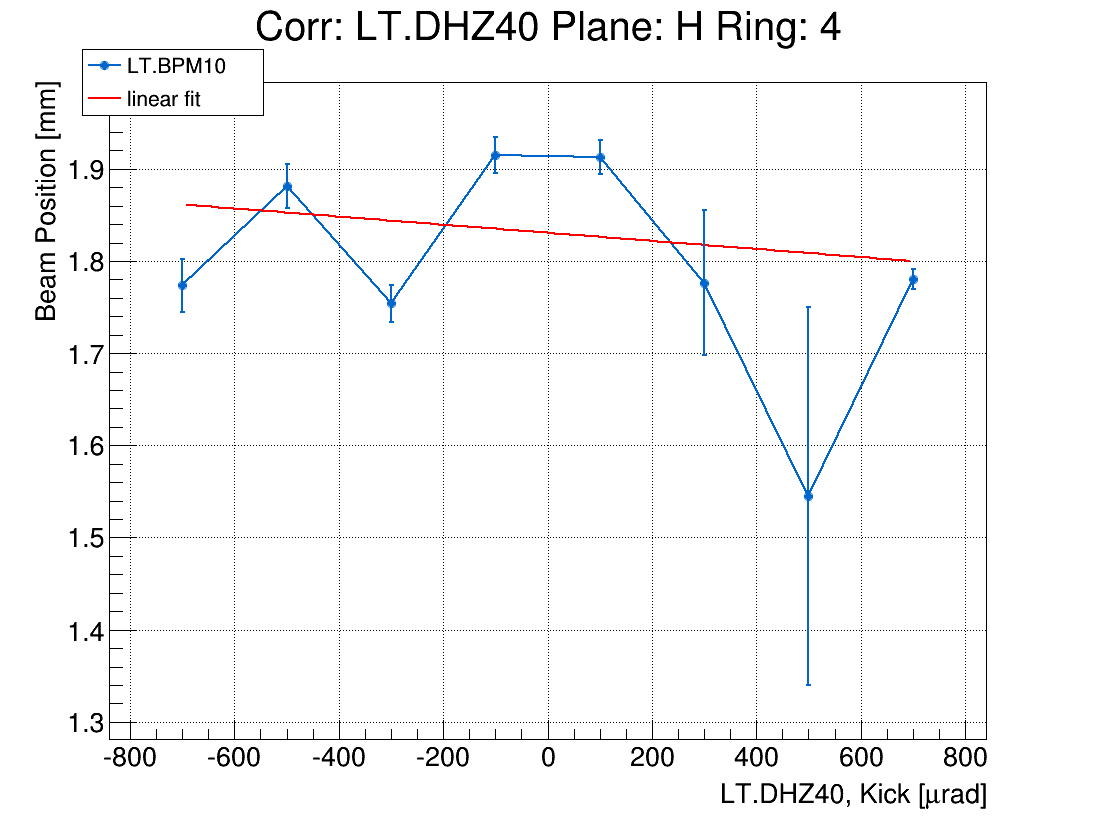 Corr: LT.DHZ40 Plane: H Ring: 4
LT.BPM10
linear fit
Beam Position [mm]
1.9
1.8
1.7
1.6
1.5
1.4
1.3
-800 -600 -400 -200 0 200 400 600 800
LT.DHZ40, Kick [μrad]